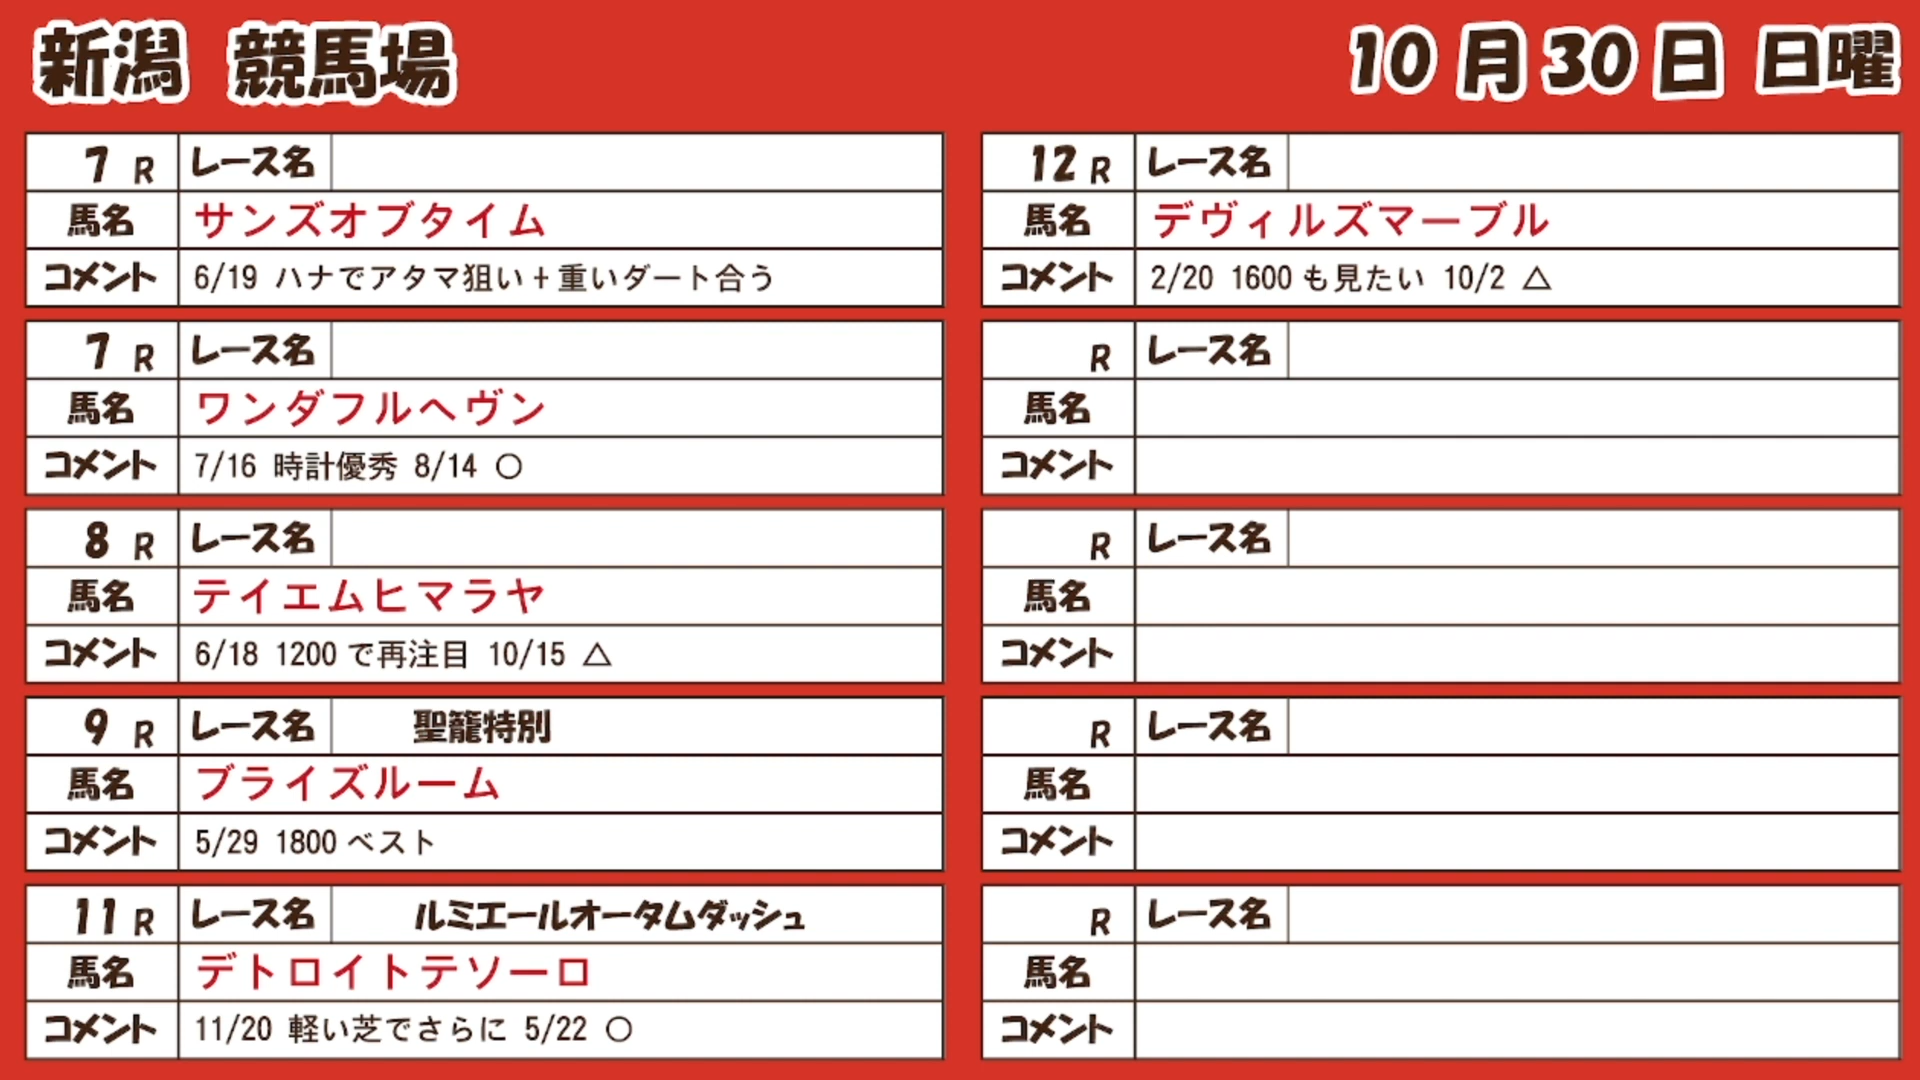 新潟 競馬場
10月30日 日曜
7 R レース名
馬名 サンズオブタイム
コメント 6/19 ハナでアタマ狙い+重いダート合う
7 R レース名
馬名 ワンダフルヘヴン
コメント 7/16 時計優秀 8/14 ○
8 R レース名
馬名 テイエムヒマラヤ
コメント 6/18 1200で再注目 10/15 △
9 R レース名 聖籠特別
馬名 ブライズルーム
コメント 5/29 1800ベスト
11 R レース名 ルミエールオータムダッシュ
馬名 デトロイトテソーロ
コメント 11/20 軽い芝でさらに 5/22 ○
12 R レース名
馬名 デヴィルズマーブル
コメント 2/20 1600も見たい 10/2 △
R レース名
馬名
コメント
R レース名
馬名
コメント
R レース名
馬名
コメント
R レース名
馬名
コメント